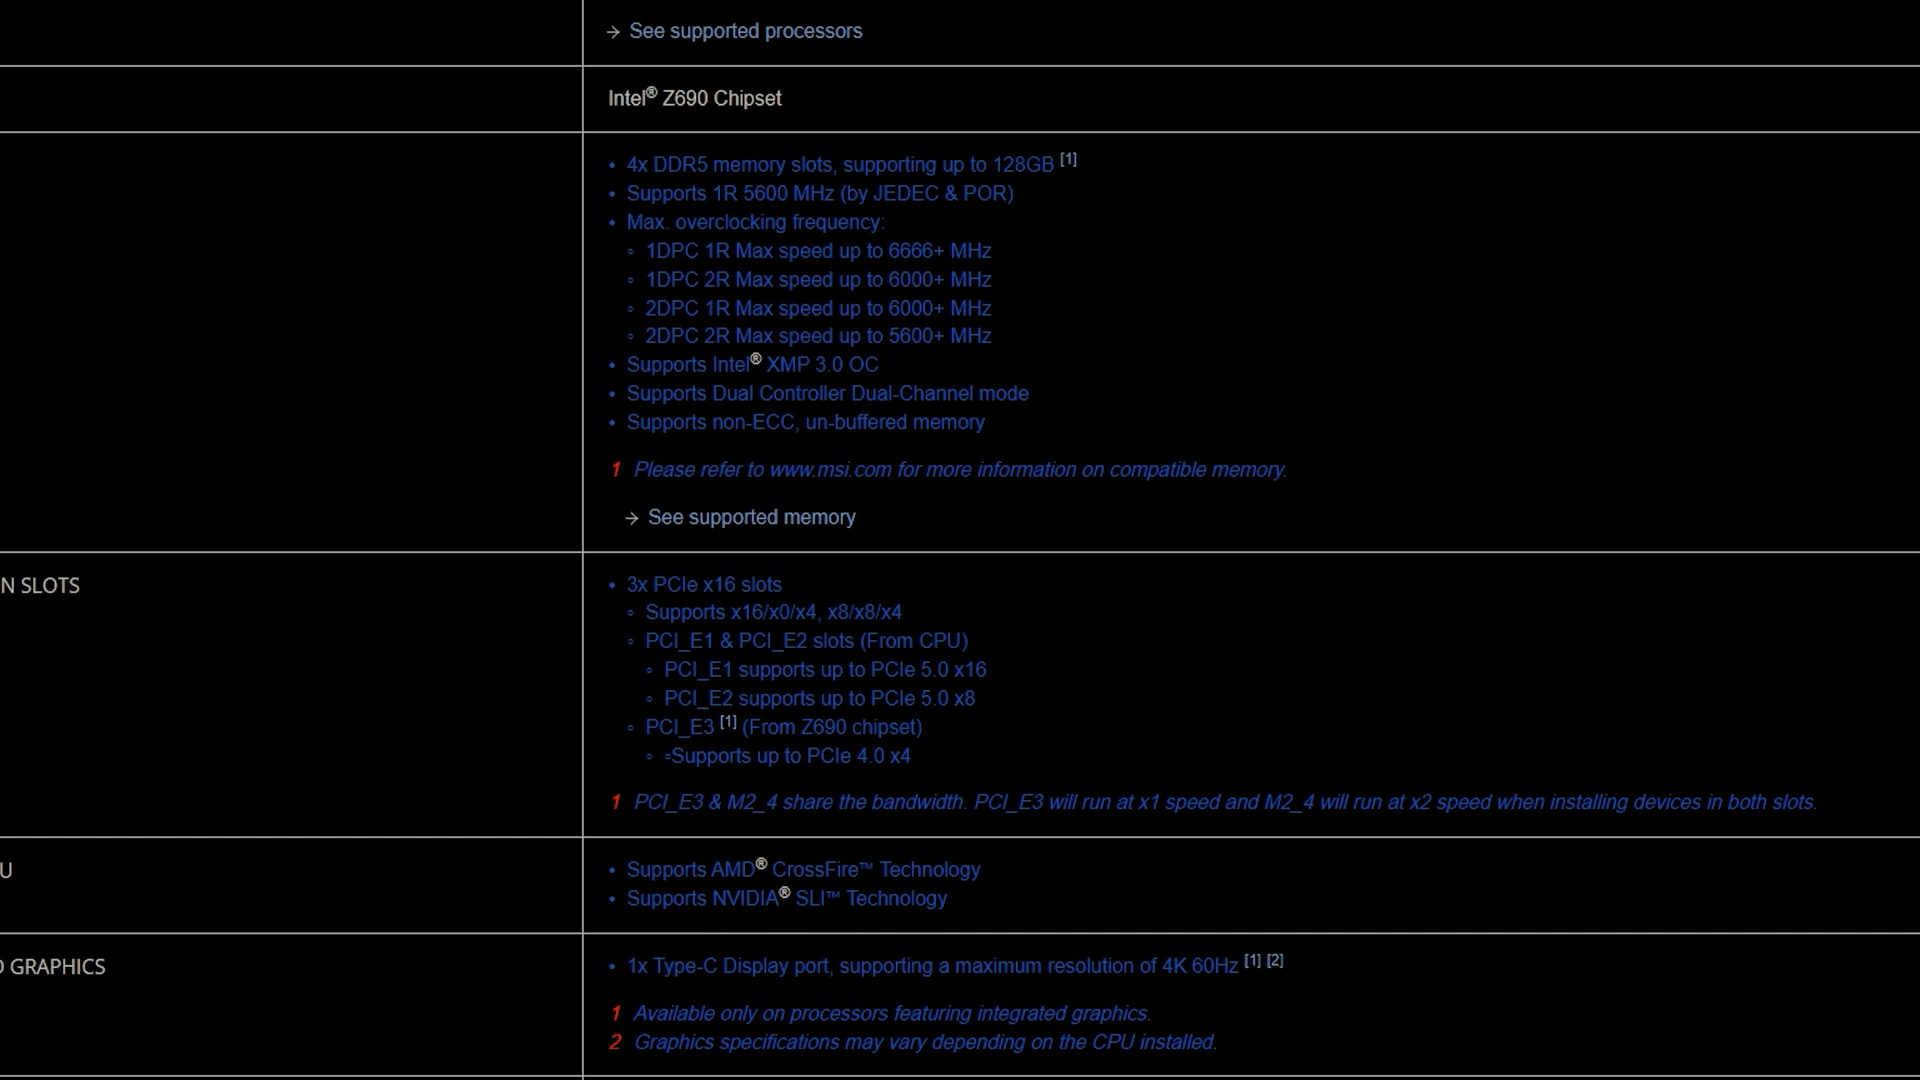 → See supported processors
Intel® Z690 Chipset
• 4x DDR5 memory slots, supporting up to 128GB [1]
• Supports 1R 5600 MHz (by JEDEC & POR)
• Max. overclocking frequency:
◦ 1DPC 1R Max speed up to 6666+ MHz
◦ 1DPC 2R Max speed up to 6000+ MHz
◦ 2DPC 1R Max speed up to 6000+ MHz
◦ 2DPC 2R Max speed up to 5600+ MHz
• Supports Intel® XMP 3.0 OC
• Supports Dual Controller Dual-Channel mode
• Supports non-ECC, un-buffered memory
1 Please refer to www.msi.com for more information on compatible memory.
→ See supported memory
N SLOTS
• 3x PCIe x16 slots
◦ Supports x16/x0/x4, x8/x8/x4
◦ PCI_E1 & PCI_E2 slots (From CPU)
◦ PCI_E1 supports up to PCIe 5.0 x16
◦ PCI_E2 supports up to PCIe 5.0 x8
◦ PCI_E3 [1] (From Z690 chipset)
◦ ▫Supports up to PCIe 4.0 x4
1 PCI_E3 & M2_4 share the bandwidth. PCI_E3 will run at x1 speed and M2_4 will run at x2 speed when installing devices in both slots.
U
• Supports AMD® CrossFire™ Technology
• Supports NVIDIA® SLI™ Technology
GRAPHICS
• 1x Type-C Display port, supporting a maximum resolution of 4K 60Hz [1] [2]
1 Available only on processors featuring integrated graphics.
2 Graphics specifications may vary depending on the CPU installed.